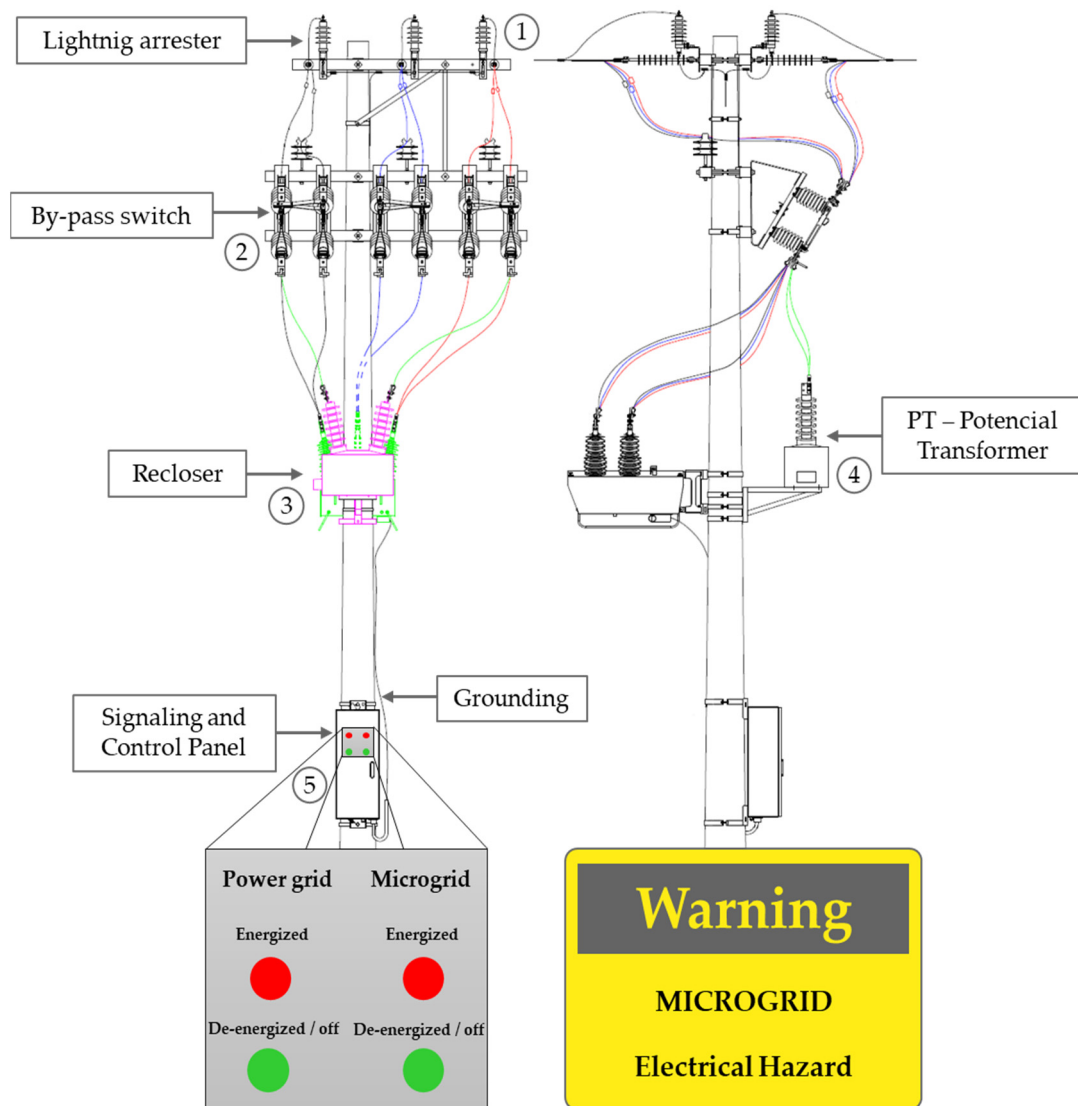 Lightnig arrester
1
By-pass switch
2
Recloser
3
PT – Potencial
Transformer
4
Grounding
Signaling and
Control Panel
5
Power grid
Microgrid
Energized
Energized
De-energized / off
De-energized / off
Warning
MICROGRID
Electrical Hazard